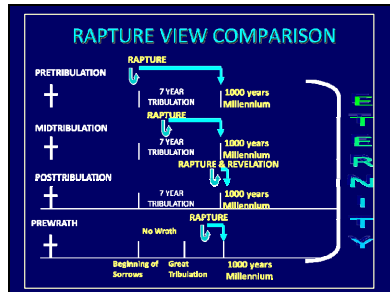 RAPTURE VIEW COMPARISON
RAPTURE
PRETRIBULATION
7 YEAR
TRIBULATION
1000 years
Millennium
RAPTURE
MIDTRIBULATION
7 YEAR
TRIBULATION
1000 years
Millennium
RAPTURE & REVELATION
POSTTRIBULATION
7 YEAR
TRIBULATION
1000 years
Millennium
RAPTURE
PREWRATH
No Wrath
Beginning of
Sorrows
Great
Tribulation
1000 years
Millennium
ETERNITY